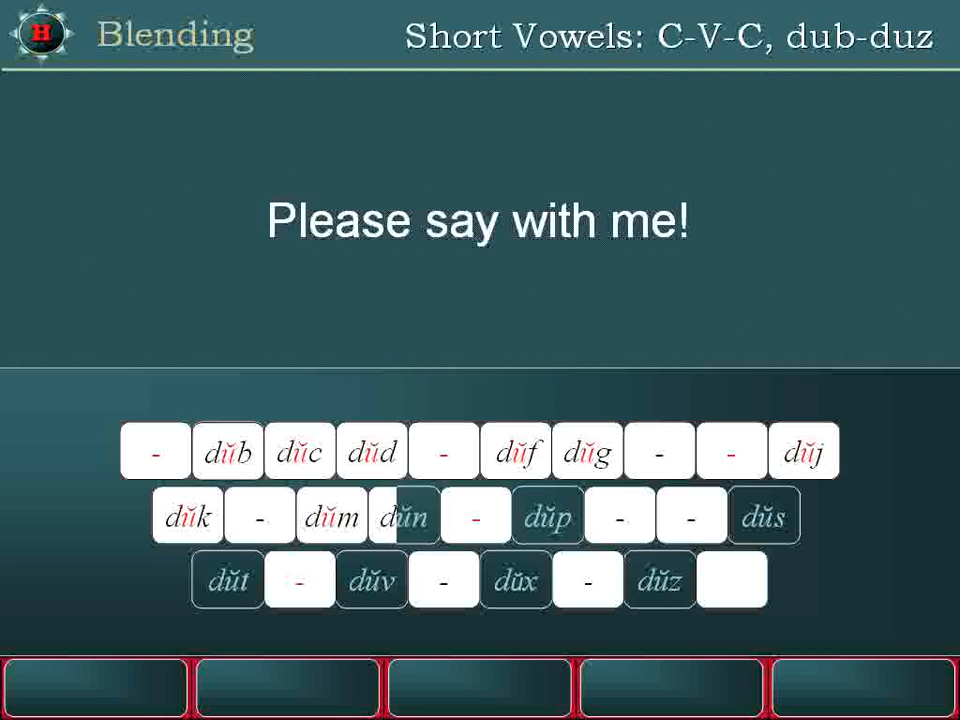 H Blending Short Vowels: C-V-C, dub-duz
Please say with me!
- dŭb dŭc dŭd - dŭf dŭg - - dŭj
dŭk - dŭm dŭn - dŭp - - dŭs
dŭt - dŭv - dŭx - dŭz